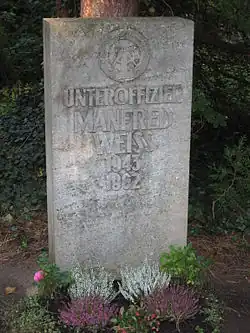 UNTEROFFIZIER
MANFRED
WEISS
1943
1962